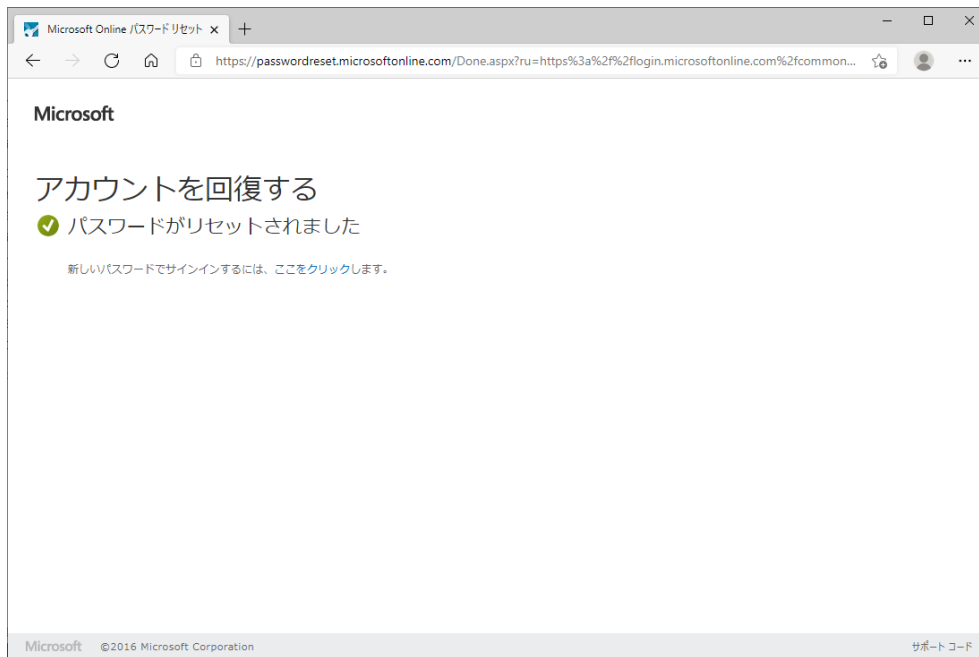 Microsoft Online パスワード リセット
https://passwordreset.microsoftonline.com/Done.aspx?ru=https%3a%2f%2flogin.microsoftonline.com%2fcommon...
Microsoft
アカウントを回復する
パスワードがリセットされました
新しいパスワードでサインインするには、ここをクリックします。
Microsoft ©2016 Microsoft Corporation サポート コード